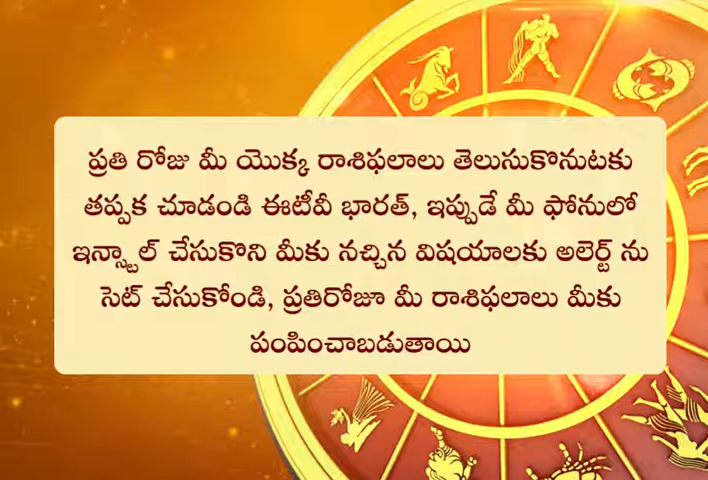 ప్రతి రోజు మీ యొక్క రాశిఫలాలు తెలుసుకొనుటకు
తప్పక చూడండి ఈటీవీ భారత్, ఇప్పుడే మీ ఫోనులో
ఇన్స్టాల్ చేసుకొని మీకు నచ్చిన విషయాలకు అలెర్ట్ ను
సెట్ చేసుకోండి, ప్రతిరోజూ మీ రాశిఫలాలు మీకు
పంపించాబడుతాయి